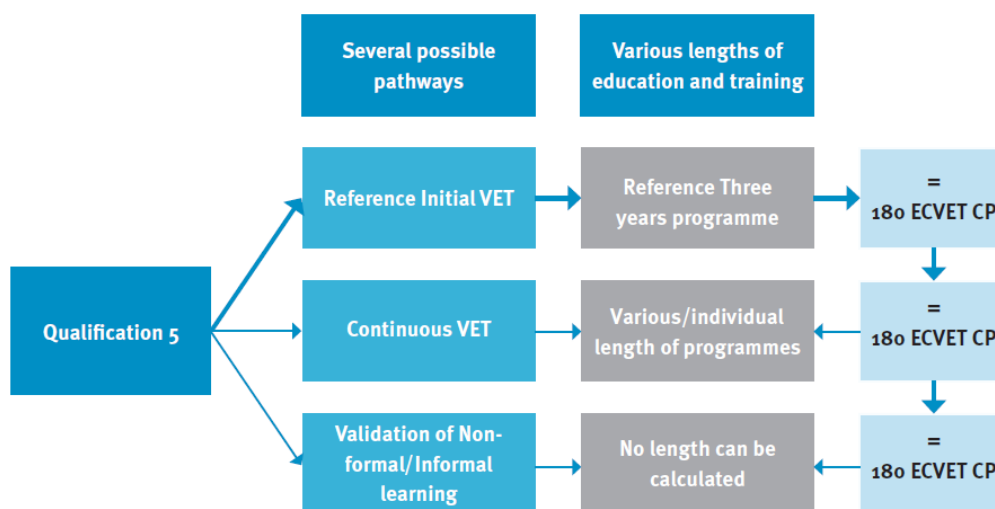 Several possible
pathways
Various lengths of
education and training
Reference Initial VET
Reference Three
years programme
=
180 ECVET CP
Qualification 5
Continuous VET
Various/individual
length of programmes
=
180 ECVET CP
Validation of Non-
formal/Informal
learning
No length can be
calculated
=
180 ECVET CP